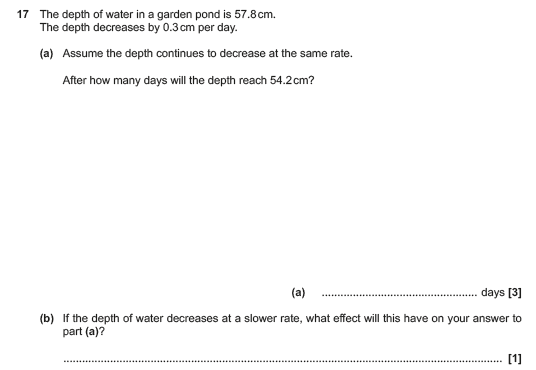 17 The depth of water in a garden pond is 57.8 cm.
The depth decreases by 0.3 cm per day.
(a) Assume the depth continues to decrease at the same rate.
After how many days will the depth reach 54.2 cm?
(a) .................................................. days [3]
(b) If the depth of water decreases at a slower rate, what effect will this have on your answer to
part (a)?
............................................................................................................................................ [1]